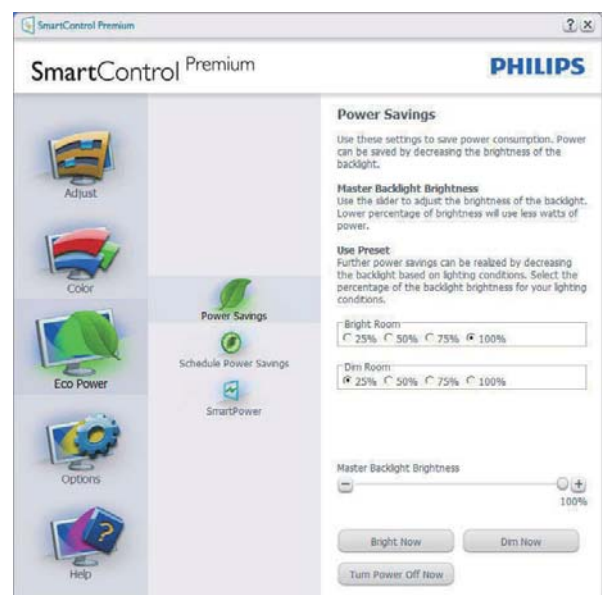 SmartControl Premium
SmartControl Premium
PHILIPS
Adjust
Color
Eco Power
Options
Help
Power Savings
Schedule Power Savings
SmartPower
Power Savings
Use these settings to save power consumption. Power
can be saved by decreasing the brightness of the
backlight.
Master Backlight Brightness
Use the slider to adjust the brightness of the backlight.
Lower percentage of brightness will use less watts of
power.
Use Preset
Further power savings can be realized by decreasing
the backlight based on lighting conditions. Select the
percentage of the backlight brightness for your lighting
conditions.
Bright Room
25% 50% 75% 100%
Dim Room
25% 50% 75% 100%
Master Backlight Brightness
100%
Bright Now
Dim Now
Turn Power Off Now